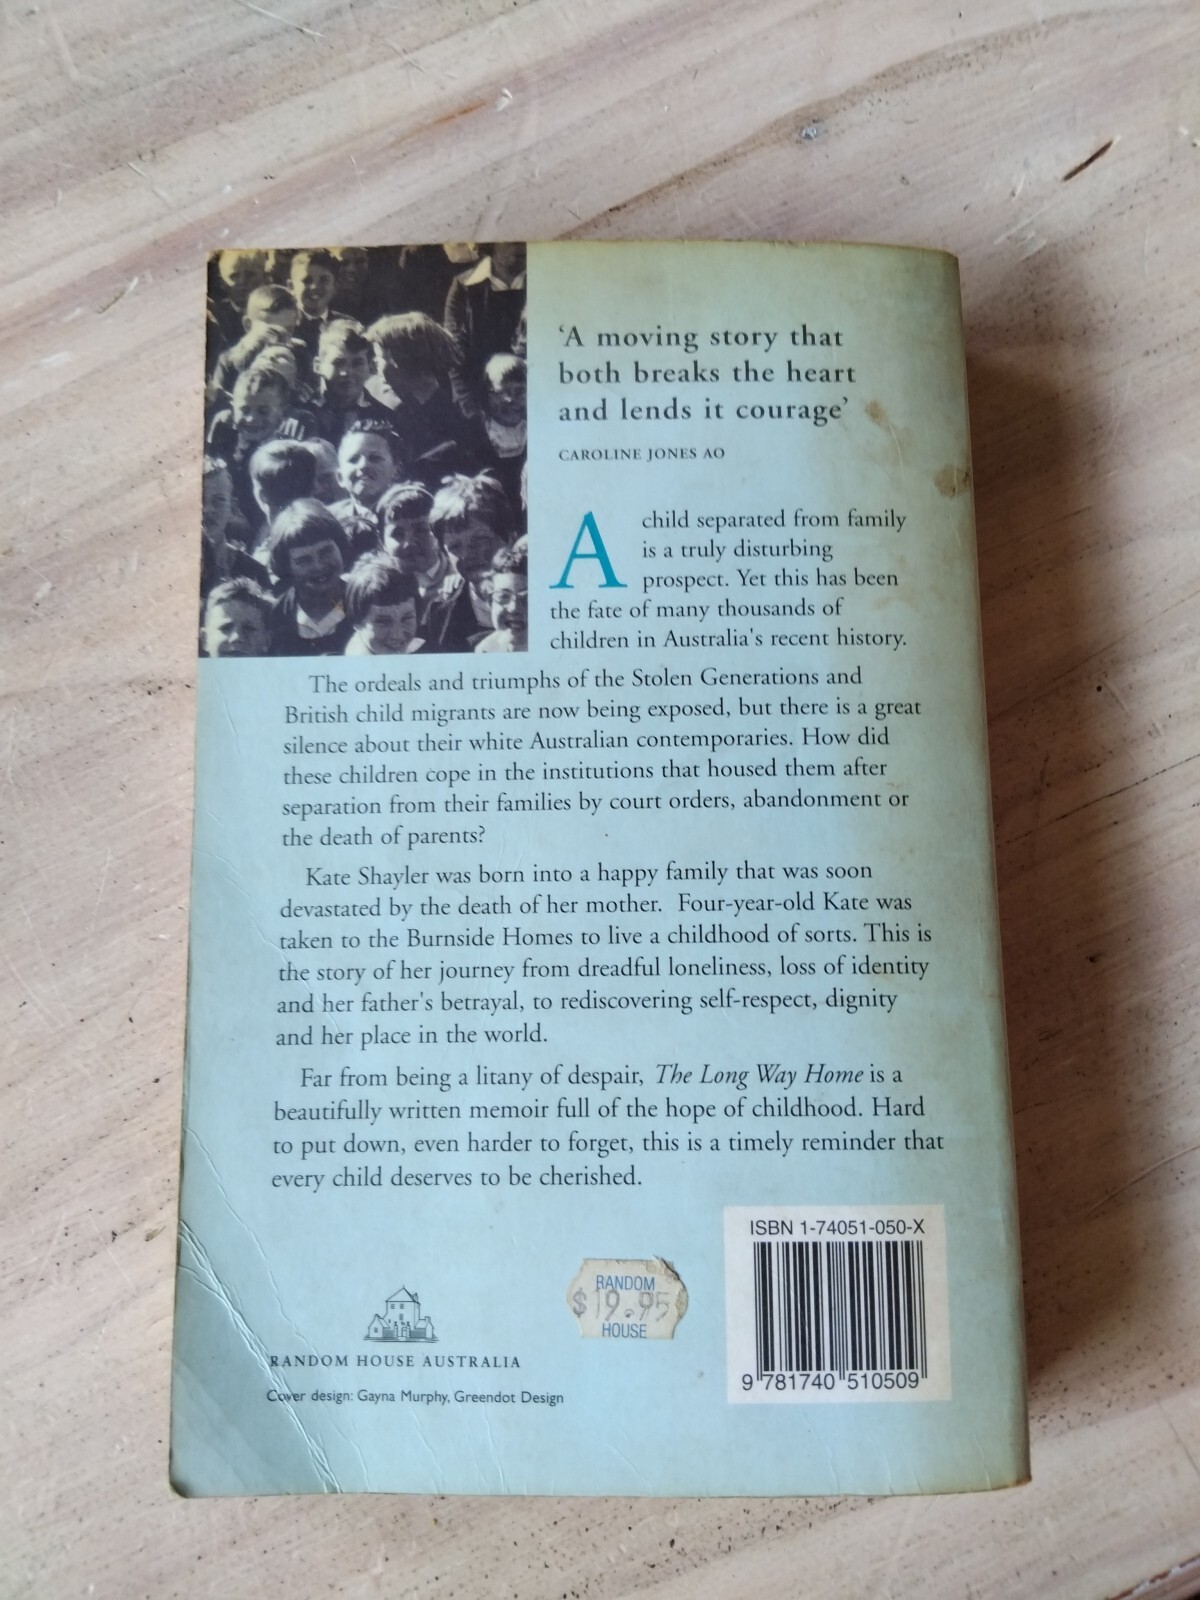 ‘A moving story that
both breaks the heart
and lends it courage’
CAROLINE JONES AO
A child separated from family
is a truly disturbing
prospect. Yet this has been
the fate of many thousands of
children in Australia's recent history.
The ordeals and triumphs of the Stolen Generations and
British child migrants are now being exposed, but there is a great
silence about their white Australian contemporaries. How did
these children cope in the institutions that housed them after
separation from their families by court orders, abandonment or
the death of parents?
Kate Shayler was born into a happy family that was soon
devastated by the death of her mother. Four-year-old Kate was
taken to the Burnside Homes to live a childhood of sorts. This is
the story of her journey from dreadful loneliness, loss of identity
and her father's betrayal, to rediscovering self-respect, dignity
and her place in the world.
Far from being a litany of despair, The Long Way Home is a
beautifully written memoir full of the hope of childhood. Hard
to put down, even harder to forget, this is a timely reminder that
every child deserves to be cherished.
ISBN 1-74051-050-X
9 781740 510509
RANDOM
$19.95
HOUSE
RANDOM HOUSE AUSTRALIA
Cover design: Gayna Murphy, Greendot Design